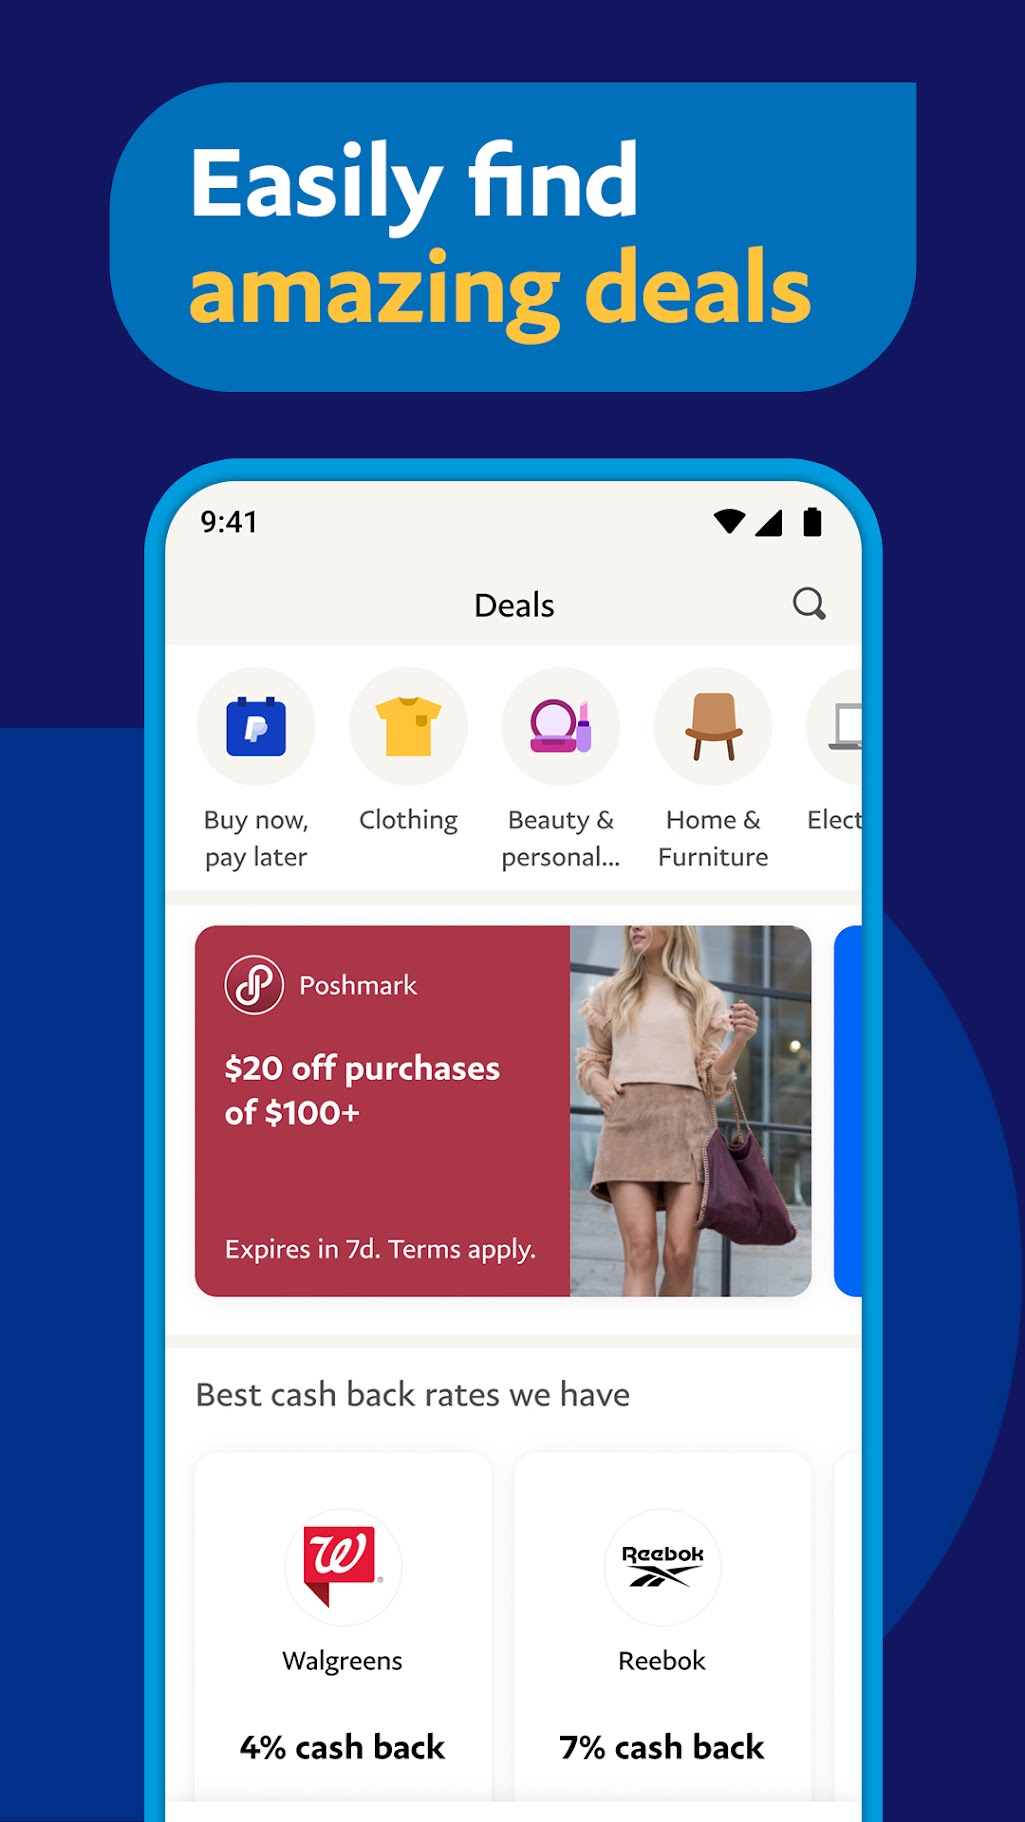 Easily find
amazing deals
9:41
Deals
Buy now,
pay later
Clothing
Beauty &
personal...
Home &
Furniture
Elect
Poshmark
$20 off purchases
of $100+
Expires in 7d. Terms apply.
Best cash back rates we have
Reebok
Walgreens
Reebok
4% cash back
7% cash back